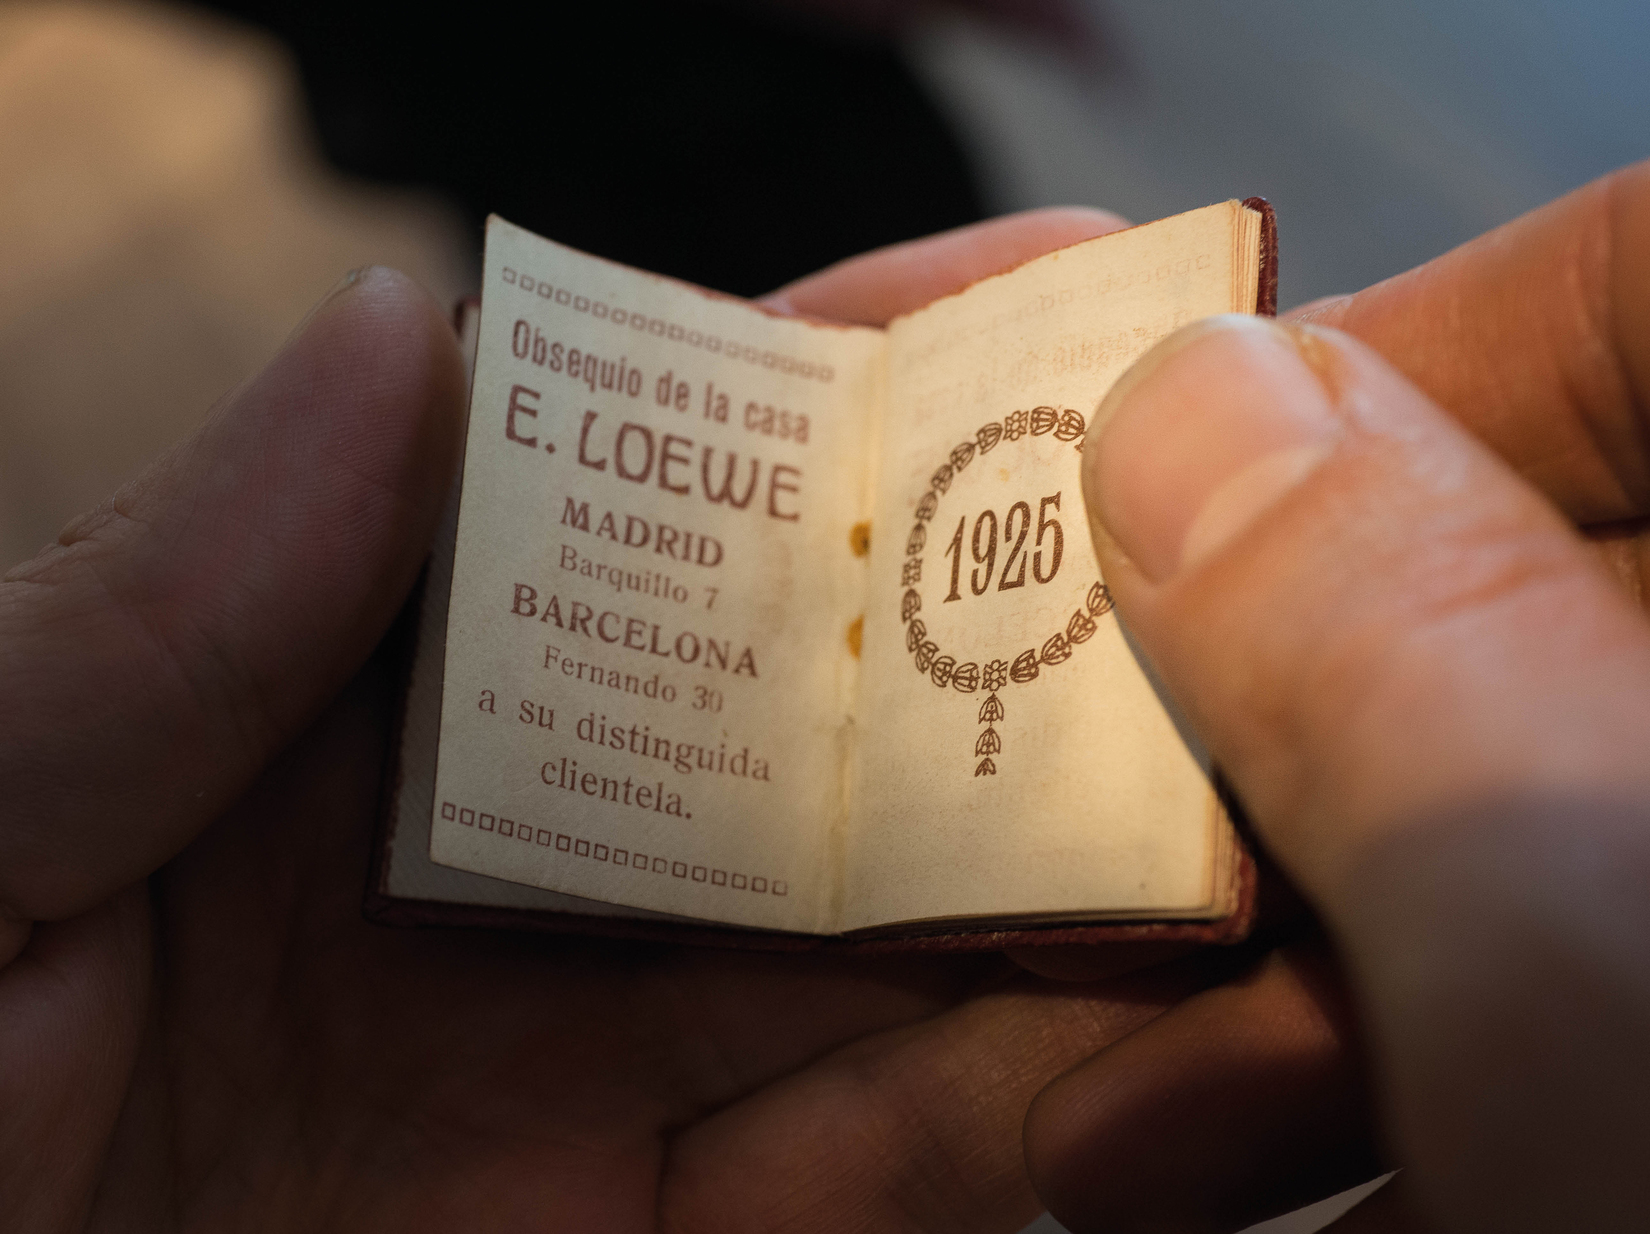 Obsequio de la casa
E. LOEWE
MADRID
Barquillo 7
BARCELONA
Fernando 30
a su distinguida
clientela.
1925